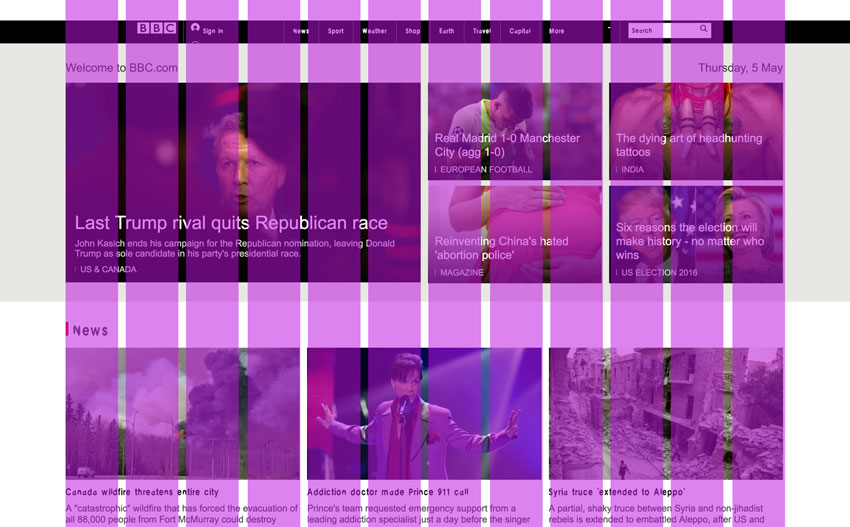 BBC
Sign in
News
Sport
Weather
Shop
Earth
Travel
Capital
More
Search
Welcome to BBC.com
Thursday, 5 May
Last Trump rival quits Republican race
John Kasich ends his campaign for the Republican nomination, leaving Donald
Trump as sole candidate in his party's presidential race.
US & CANADA
Real Madrid 1-0 Manchester
City (agg 1-0)
EUROPEAN FOOTBALL
The dying art of headhunting
tattoos
INDIA
Reinventing China's hated
'abortion police'
MAGAZINE
Six reasons the election will
make history - no matter who
wins
US ELECTION 2016
News
Canada wildfire threatens entire city
A "catastrophic" wildfire that has forced the evacuation of
all 88,000 people from Fort McMurray could destroy
Addiction doctor made Prince 911 call
Prince's team requested emergency support from a
leading addiction specialist just a day before the singer
Syria truce 'extended to Aleppo'
A partial, shaky truce between Syria and non-jihadist
rebels is extended to embattled Aleppo, after US and